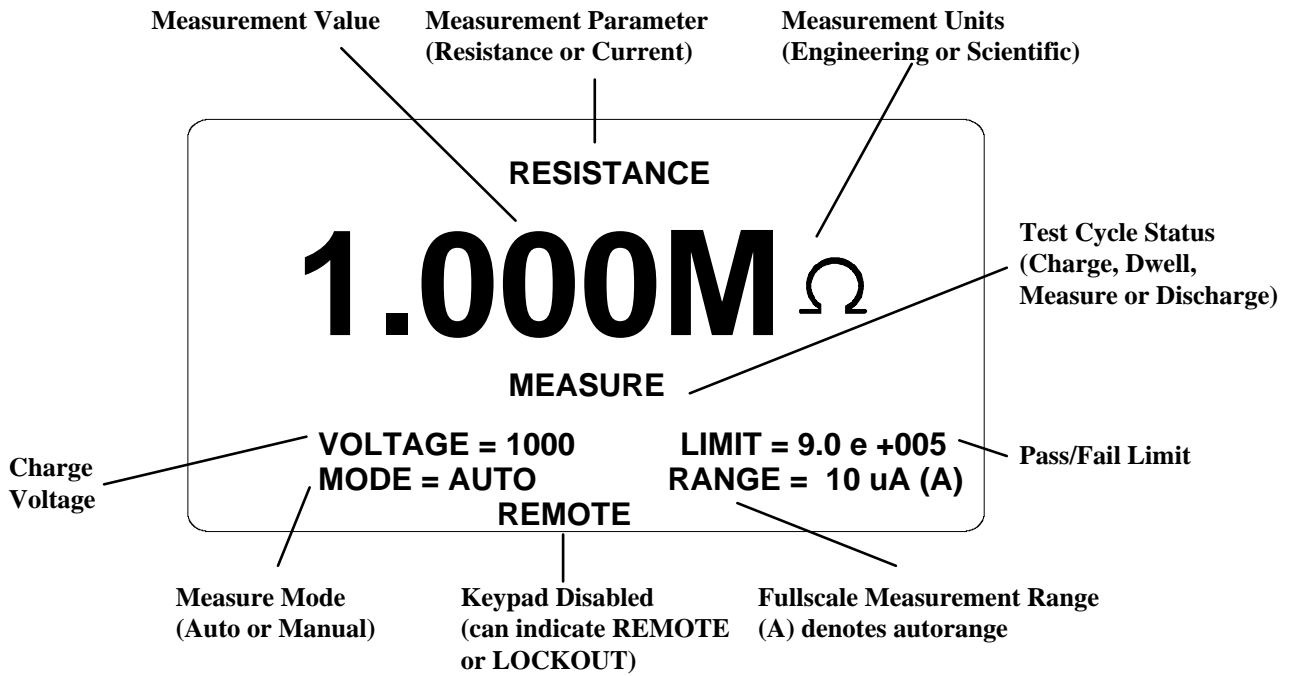 Measurement Value
Measurement Parameter
(Resistance or Current)
Measurement Units
(Engineering or Scientific)
RESISTANCE
1.000M Ω
Test Cycle Status
(Charge, Dwell,
Measure or Discharge)
MEASURE
VOLTAGE = 1000
MODE = AUTO
LIMIT = 9.0 e +005
RANGE = 10 uA (A)
REMOTE
Charge
Voltage
Pass/Fail Limit
Measure Mode
(Auto or Manual)
Keypad Disabled
(can indicate REMOTE
or LOCKOUT)
Fullscale Measurement Range
(A) denotes autorange